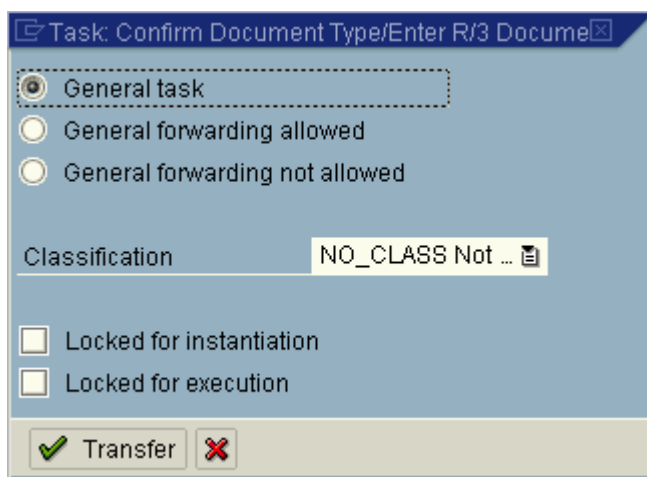 Task: Confirm Document Type/Enter R/3 Docume
General task
General forwarding allowed
General forwarding not allowed
Classification NO_CLASS Not ...
Locked for instantiation
Locked for execution
Transfer